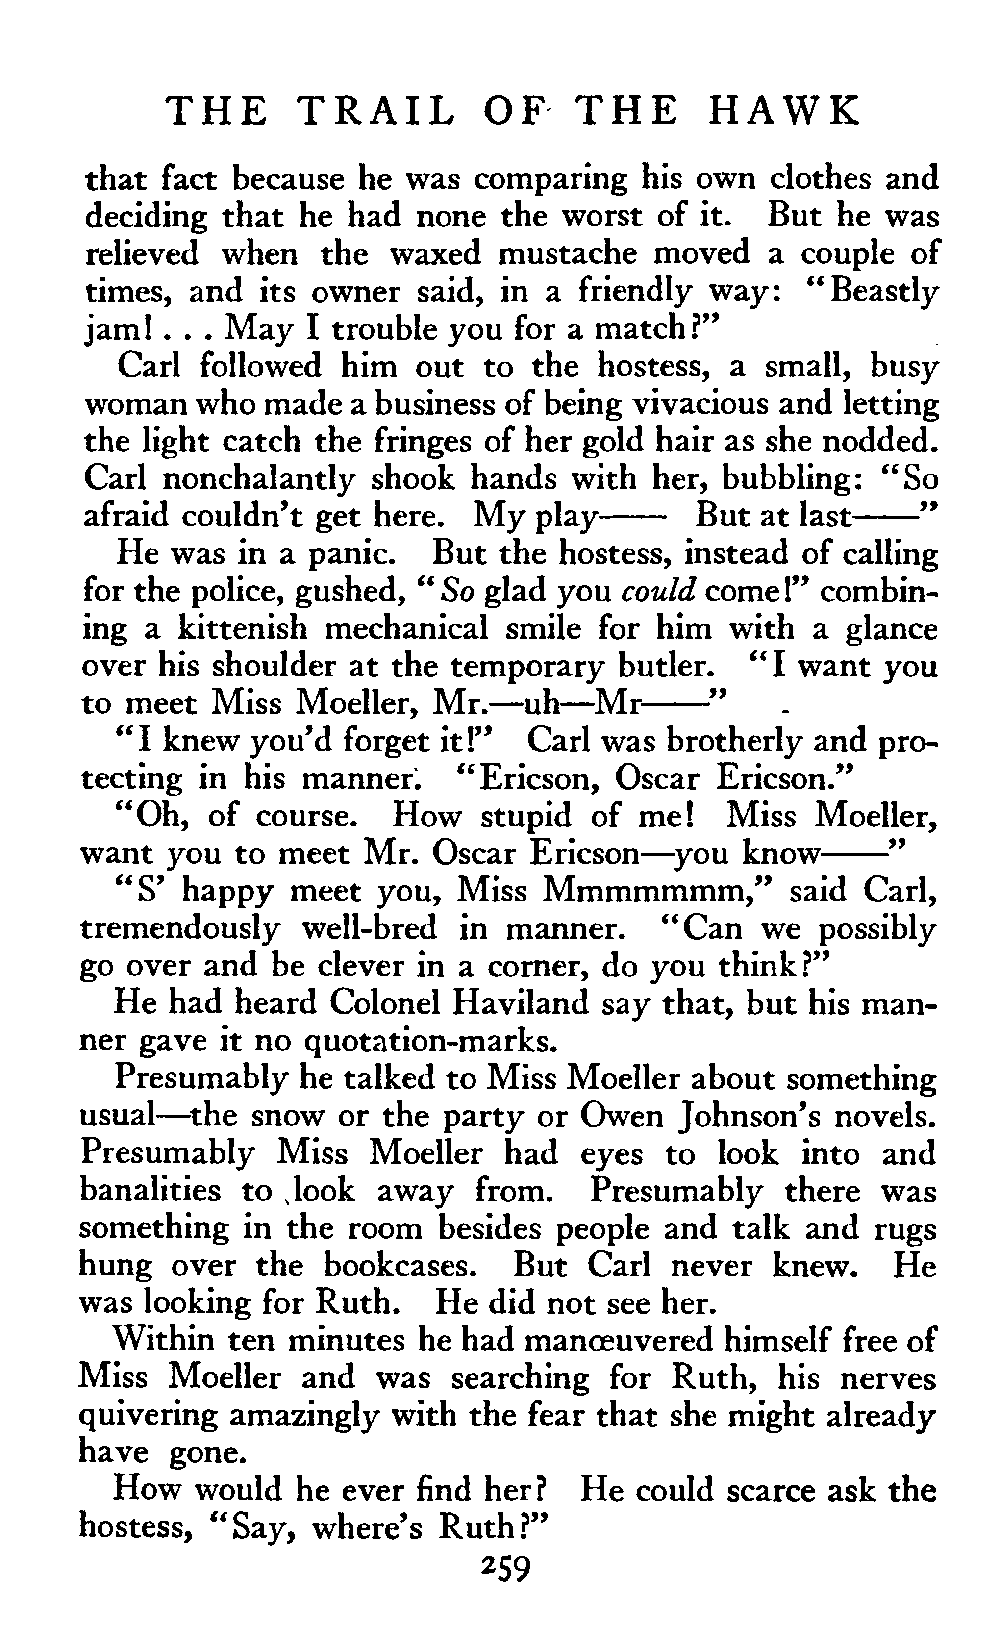 THE TRAIL OF THE HAWK
that fact because he was comparing his own clothes and
deciding that he had none the worst of it. But he was
relieved when the waxed mustache moved a couple of
times, and its owner said, in a friendly way: "Beastly
jam! . . . May I trouble you for a match?"
Carl followed him out to the hostess, a small, busy
woman who made a business of being vivacious and letting
the light catch the fringes of her gold hair as she nodded.
Carl nonchalantly shook hands with her, bubbling: "So
afraid couldn't get here. My play—— But at last——"
He was in a panic. But the hostess, instead of calling
for the police, gushed, "So glad you could come!" combin-
ing a kittenish mechanical smile for him with a glance
over his shoulder at the temporary butler. "I want you
to meet Miss Moeller, Mr.—uh—Mr——"
"I knew you'd forget it!" Carl was brotherly and pro-
tecting in his manner. "Ericson, Oscar Ericson."
"Oh, of course. How stupid of me! Miss Moeller,
want you to meet Mr. Oscar Ericson—you know——"
"S' happy meet you, Miss Mmmmmmm," said Carl,
tremendously well-bred in manner. "Can we possibly
go over and be clever in a corner, do you think?"
He had heard Colonel Haviland say that, but his man-
ner gave it no quotation-marks.
Presumably he talked to Miss Moeller about something
usual—the snow or the party or Owen Johnson's novels.
Presumably Miss Moeller had eyes to look into and
banalities to look away from. Presumably there was
something in the room besides people and talk and rugs
hung over the bookcases. But Carl never knew. He
was looking for Ruth. He did not see her.
Within ten minutes he had manœuvered himself free of
Miss Moeller and was searching for Ruth, his nerves
quivering amazingly with the fear that she might already
have gone.
How would he ever find her? He could scarce ask the
hostess, "Say, where's Ruth?"
259